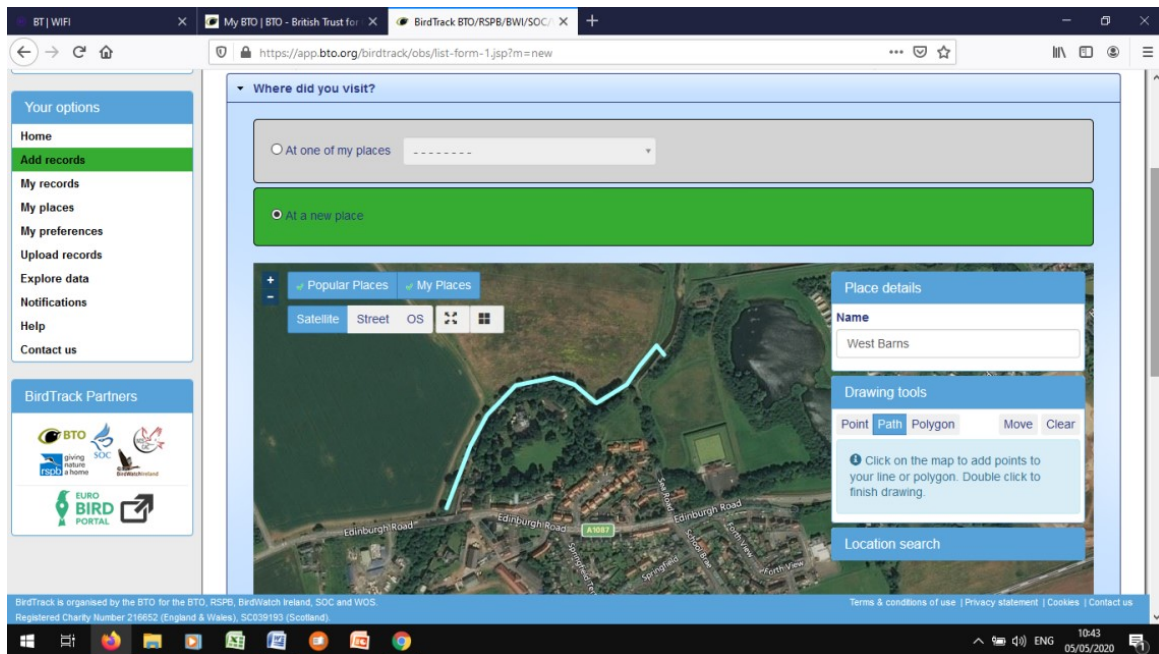 BT | WIFI
My BTO | BTO - British Trust for
BirdTrack BTO/RSPB/BWI/SOC/
https://app.bto.org/birdtrack/obs/list-form-1.jsp?m=new
Your options
Home
Add records
My records
My places
My preferences
Upload records
Explore data
Notifications
Help
Contact us
BirdTrack Partners
BTO
SOC
giving
nature
a home
rspb
BirdWatchIreland
EURO
BIRD
PORTAL
Where did you visit?
At one of my places
--------
At a new place
+
-
Popular Places
My Places
Satellite
Street
OS
Edinburgh Road
Edinburgh Road
A1087
Edinburgh Road
Sea Road
School Brae
Forth View
Forth View
Springfield Ter
Springfield
Place details
Name
West Barns
Drawing tools
Point
Path
Polygon
Move
Clear
Click on the map to add points to
your line or polygon. Double click to
finish drawing.
Location search
BirdTrack is organised by the BTO for the BTO, RSPB, BirdWatch Ireland, SOC and WOS.
Registered Charity Number 216652 (England & Wales), SC039193 (Scotland).
Terms & conditions of use | Privacy statement | Cookies | Contact us
ENG
10:43
05/05/2020